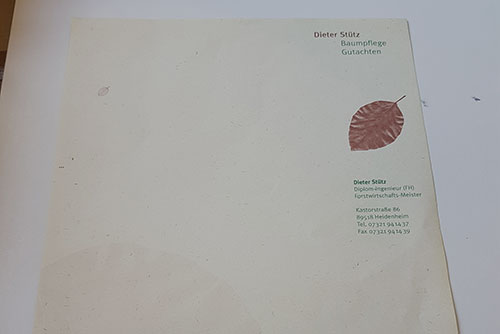 Dieter Stütz
Baumpflege
Gutachten
Dieter Stütz
Diplom-Ingenieur (FH)
Forstwirtschafts-Meister
Kastorstraße 86
89518 Heidenheim
Tel. 07321 941437
Fax 07321 941439